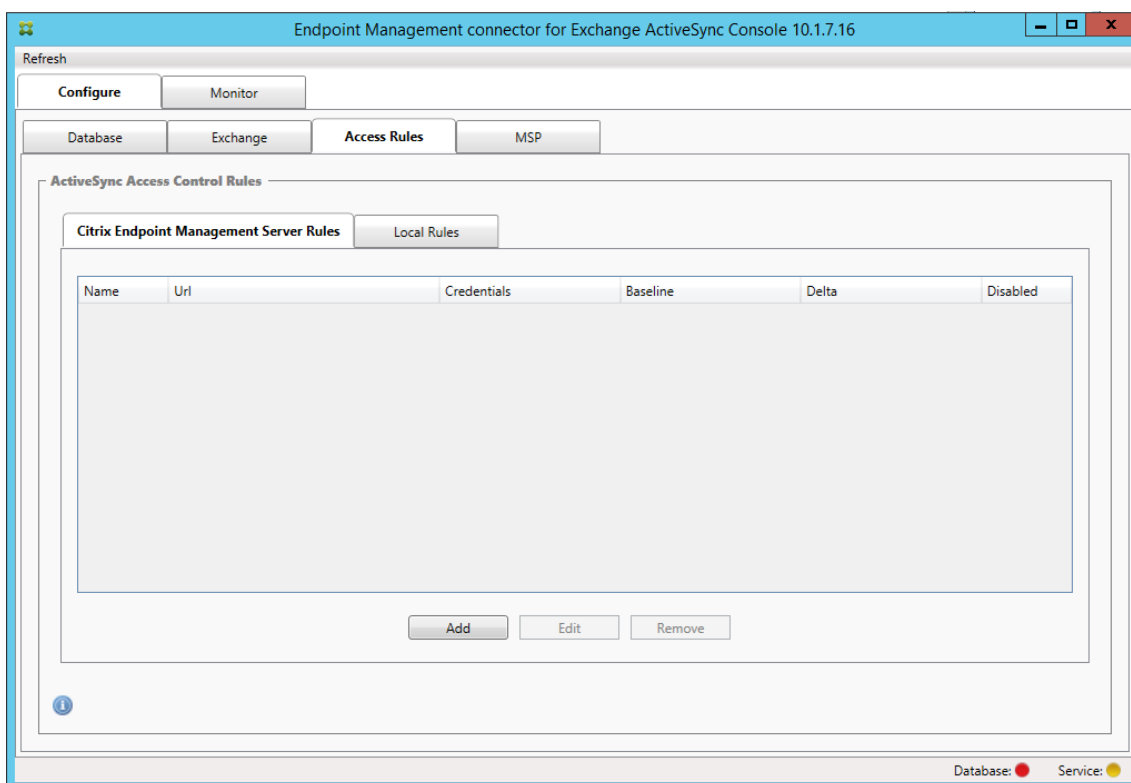 Endpoint Management connector for Exchange ActiveSync Console 10.1.7.16
Refresh
Configure Monitor
Database Exchange Access Rules MSP
ActiveSync Access Control Rules
Citrix Endpoint Management Server Rules Local Rules
Name Url Credentials Baseline Delta Disabled
Add Edit Remove
Database: Service: